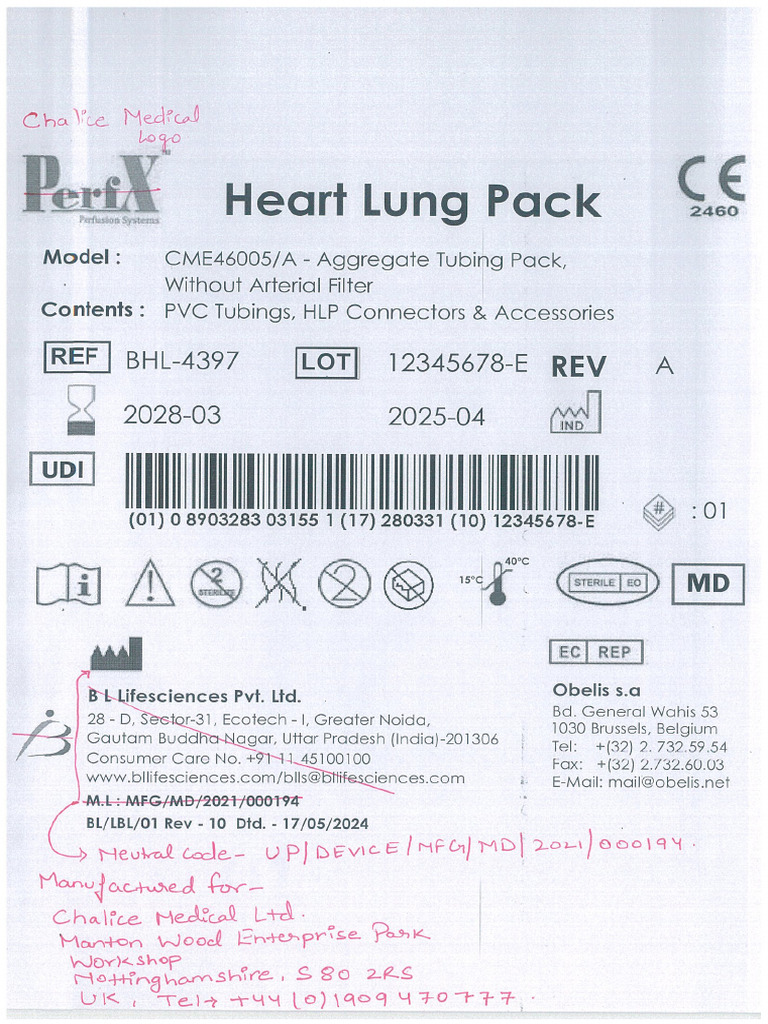 Chalice Medical
Logo
PerfX™
Perfusion Systems
Heart Lung Pack
CE
2460
Model : CME46005/A - Aggregate Tubing Pack,
Without Arterial Filter
Contents : PVC Tubings, HLP Connectors & Accessories
REF BHL-4397 LOT 12345678-E REV A
2028-03 2025-04 IND
UDI
(01) 0 8903283 03155 1 (17) 280331 (10) 12345678-E
# : 01
i ! 2 STERILIZE 2 15°C 40°C STERILE EO MD
EC REP
B L Lifesciences Pvt. Ltd.
28 - D, Sector-31, Ecotech - I, Greater Noida,
Gautam Buddha Nagar, Uttar Pradesh (India)-201306
Consumer Care No. +91 11 45100100
www.bllifesciences.com/blls@bllifesciences.com
M.L : MFG/MD/2021/000194
BL/LBL/01 Rev - 10 Dtd. - 17/05/2024
Obelis s.a
Bd. General Wahis 53
1030 Brussels, Belgium
Tel: +(32) 2. 732.59.54
Fax: +(32) 2.732.60.03
E-Mail: mail@obelis.net
Neutral code - UP/DEVICE/MFG/MD/2021/000194.
Manufactured for -
Chalice Medical Ltd.
Manton Wood Enterprise Park
Workshop
Nottinghamshire, S80 2RS
UK, Tel → +44 (0)1909 470777.